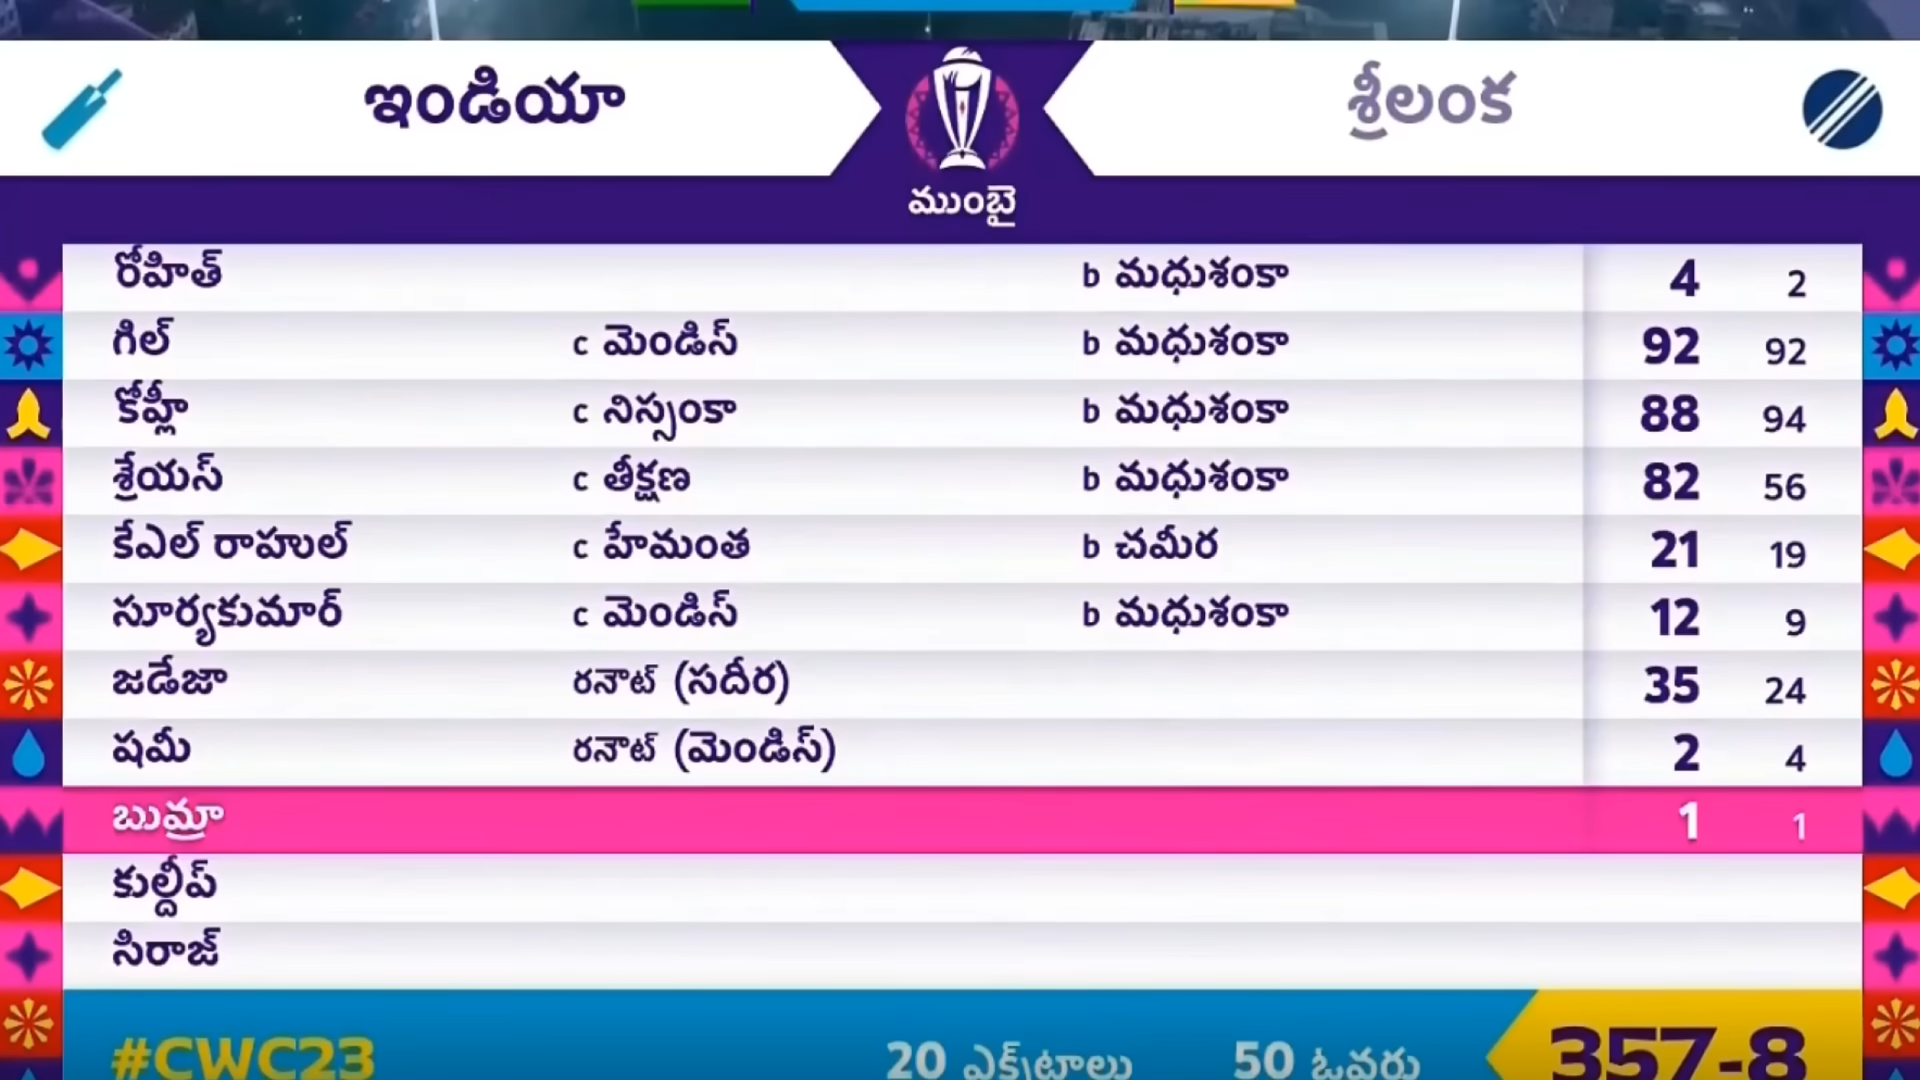 ఇండియా శ్రీలంక
ముంబై
రోహిత్ b మధుశంకా 4 2
గిల్ c మెండిస్ b మధుశంకా 92 92
కోహ్లీ c నిస్సంకా b మధుశంకా 88 94
శ్రేయస్ c తీక్షణ b మధుశంకా 82 56
కేఎల్ రాహుల్ c హేమంత b చమీర 21 19
సూర్యకుమార్ c మెండిస్ b మధుశంకా 12 9
జడేజా రనౌట్ (సదీర) 35 24
షమీ రనౌట్ (మెండిస్) 2 4
బుమ్రా 1 1
కుల్దీప్
సిరాజ్
#CWC23 20 ఎక్స్‌ట్రాలు 50 ఓవరు 357-8